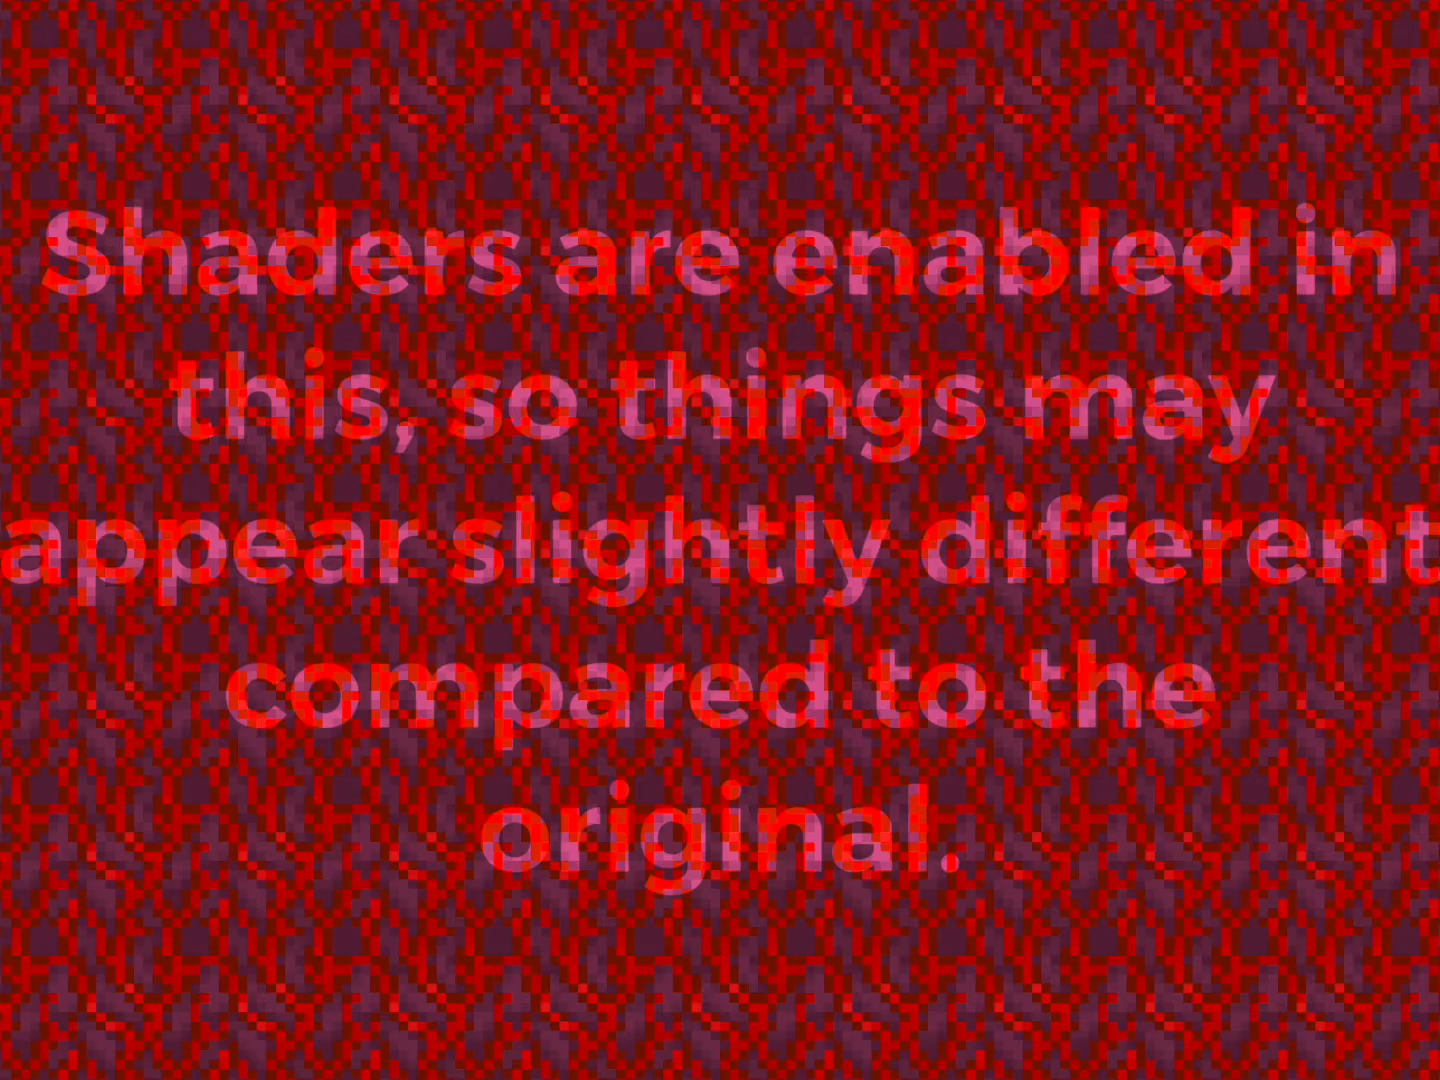 Shaders are enabled in
this, so things may
appear slightly different
compared to the
original.